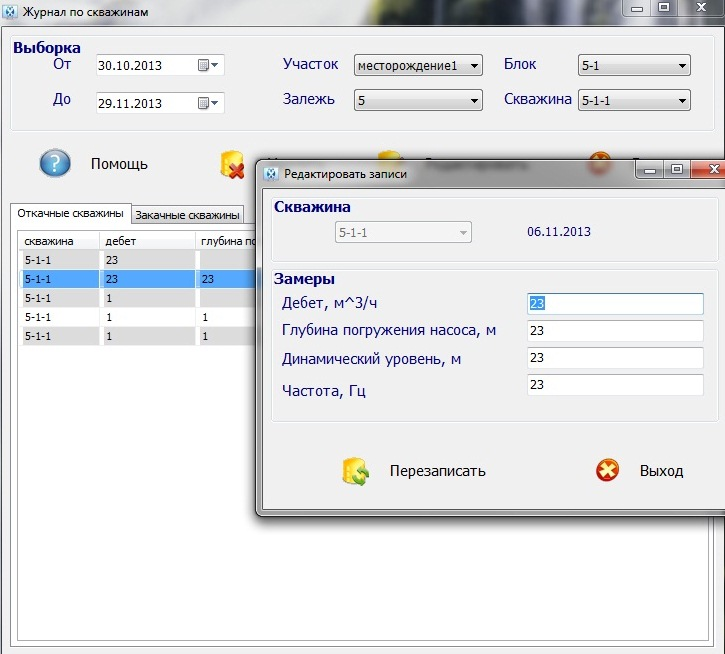 Журнал по скважинам
Выборка
От 30.10.2013 Участок месторождение1 Блок 5-1
До 29.11.2013 Залежь 5 Скважина 5-1-1
Помощь
Откачные скважины Закачные скважины
скважина дебет глубина по
5-1-1 23
5-1-1 23 23
5-1-1 1
5-1-1 1 1
5-1-1 1 1
Редактировать записи
Скважина
5-1-1 06.11.2013
Замеры
Дебет, м^3/ч 23
Глубина погружения насоса, м 23
Динамический уровень, м 23
Частота, Гц 23
Перезаписать Выход